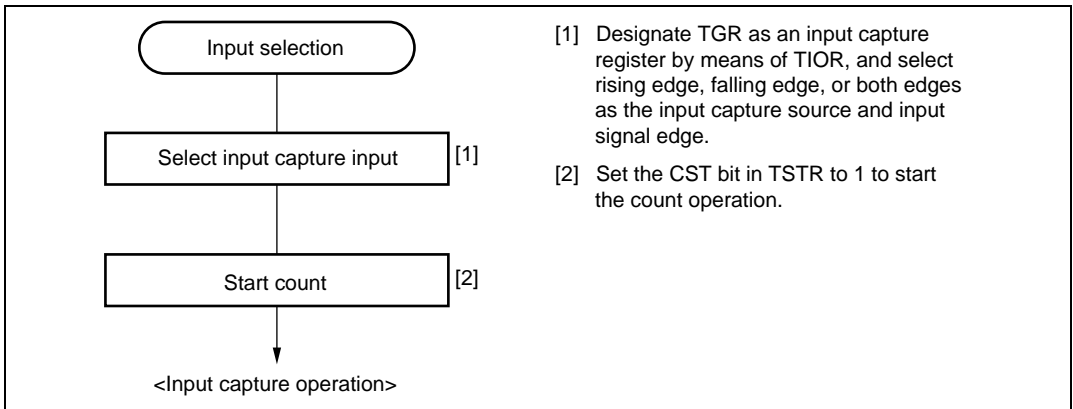 Input selection
Select input capture input
[1]
Start count
[2]
<Input capture operation>
[1] Designate TGR as an input capture
register by means of TIOR, and select
rising edge, falling edge, or both edges
as the input capture source and input
signal edge.
[2] Set the CST bit in TSTR to 1 to start
the count operation.